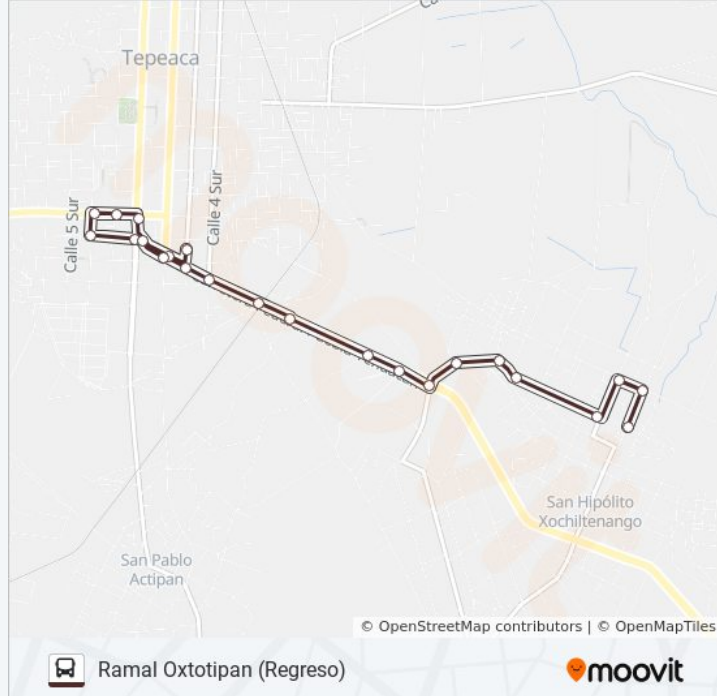 Tepeaca
Calle 5 Sur
Calle 4 Sur
San Hipólito
Xochiltenango
San Pablo
Actipan
© OpenStreetMap contributors | © OpenMapTiles
Ramal Oxtotipan (Regreso)
moovit